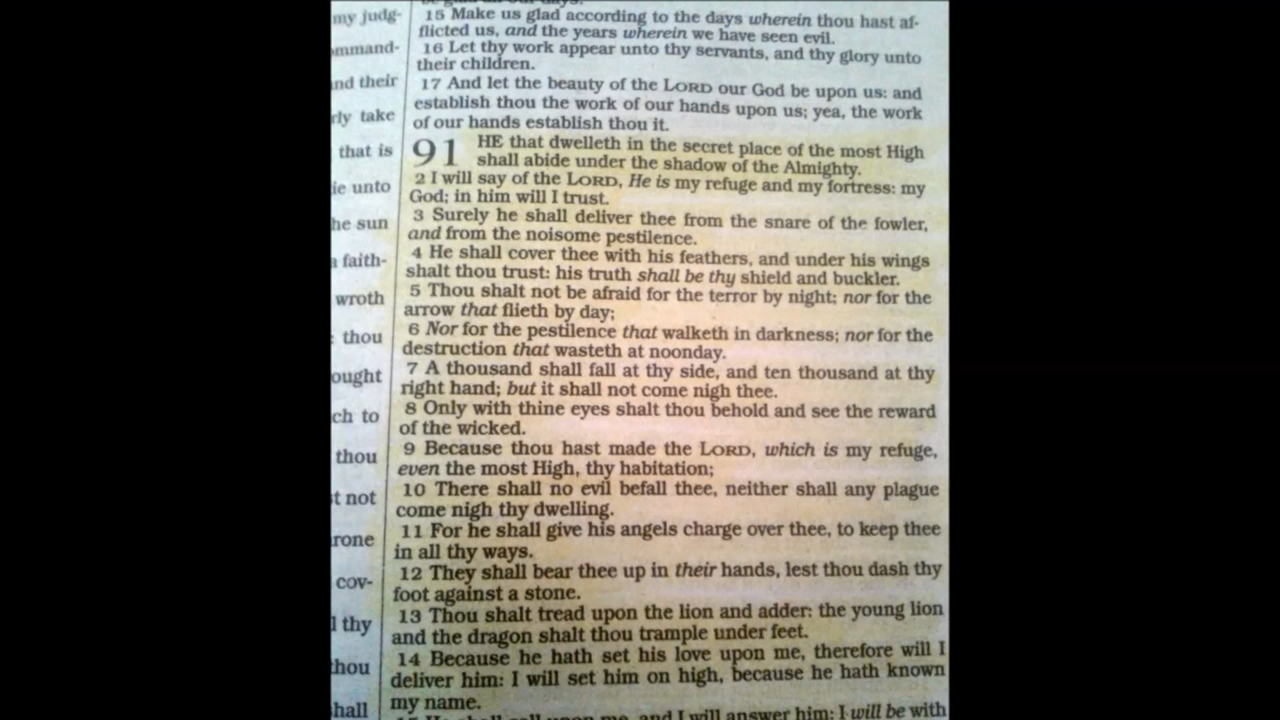 my judg-
ommand-
nd their
rly take
that is
ie unto
he sun
faith-
wroth
thou
ought
ch to
thou
t not
rone
cov-
l thy
thou
hall
15 Make us glad according to the days wherein thou hast af-
flicted us, and the years wherein we have seen evil.
16 Let thy work appear unto thy servants, and thy glory unto
their children.
17 And let the beauty of the LORD our God be upon us: and
establish thou the work of our hands upon us; yea, the work
of our hands establish thou it.
91 HE that dwelleth in the secret place of the most High
shall abide under the shadow of the Almighty.
2 I will say of the LORD, He is my refuge and my fortress: my
God; in him will I trust.
3 Surely he shall deliver thee from the snare of the fowler,
and from the noisome pestilence.
4 He shall cover thee with his feathers, and under his wings
shalt thou trust: his truth shall be thy shield and buckler.
5 Thou shalt not be afraid for the terror by night; nor for the
arrow that flieth by day;
6 Nor for the pestilence that walketh in darkness; nor for the
destruction that wasteth at noonday.
7 A thousand shall fall at thy side, and ten thousand at thy
right hand; but it shall not come nigh thee.
8 Only with thine eyes shalt thou behold and see the reward
of the wicked.
9 Because thou hast made the LORD, which is my refuge,
even the most High, thy habitation;
10 There shall no evil befall thee, neither shall any plague
come nigh thy dwelling.
11 For he shall give his angels charge over thee, to keep thee
in all thy ways.
12 They shall bear thee up in their hands, lest thou dash thy
foot against a stone.
13 Thou shalt tread upon the lion and adder: the young lion
and the dragon shalt thou trample under feet.
14 Because he hath set his love upon me, therefore will I
deliver him: I will set him on high, because he hath known
my name.
15 He shall call upon me, and I will answer him: I will be with